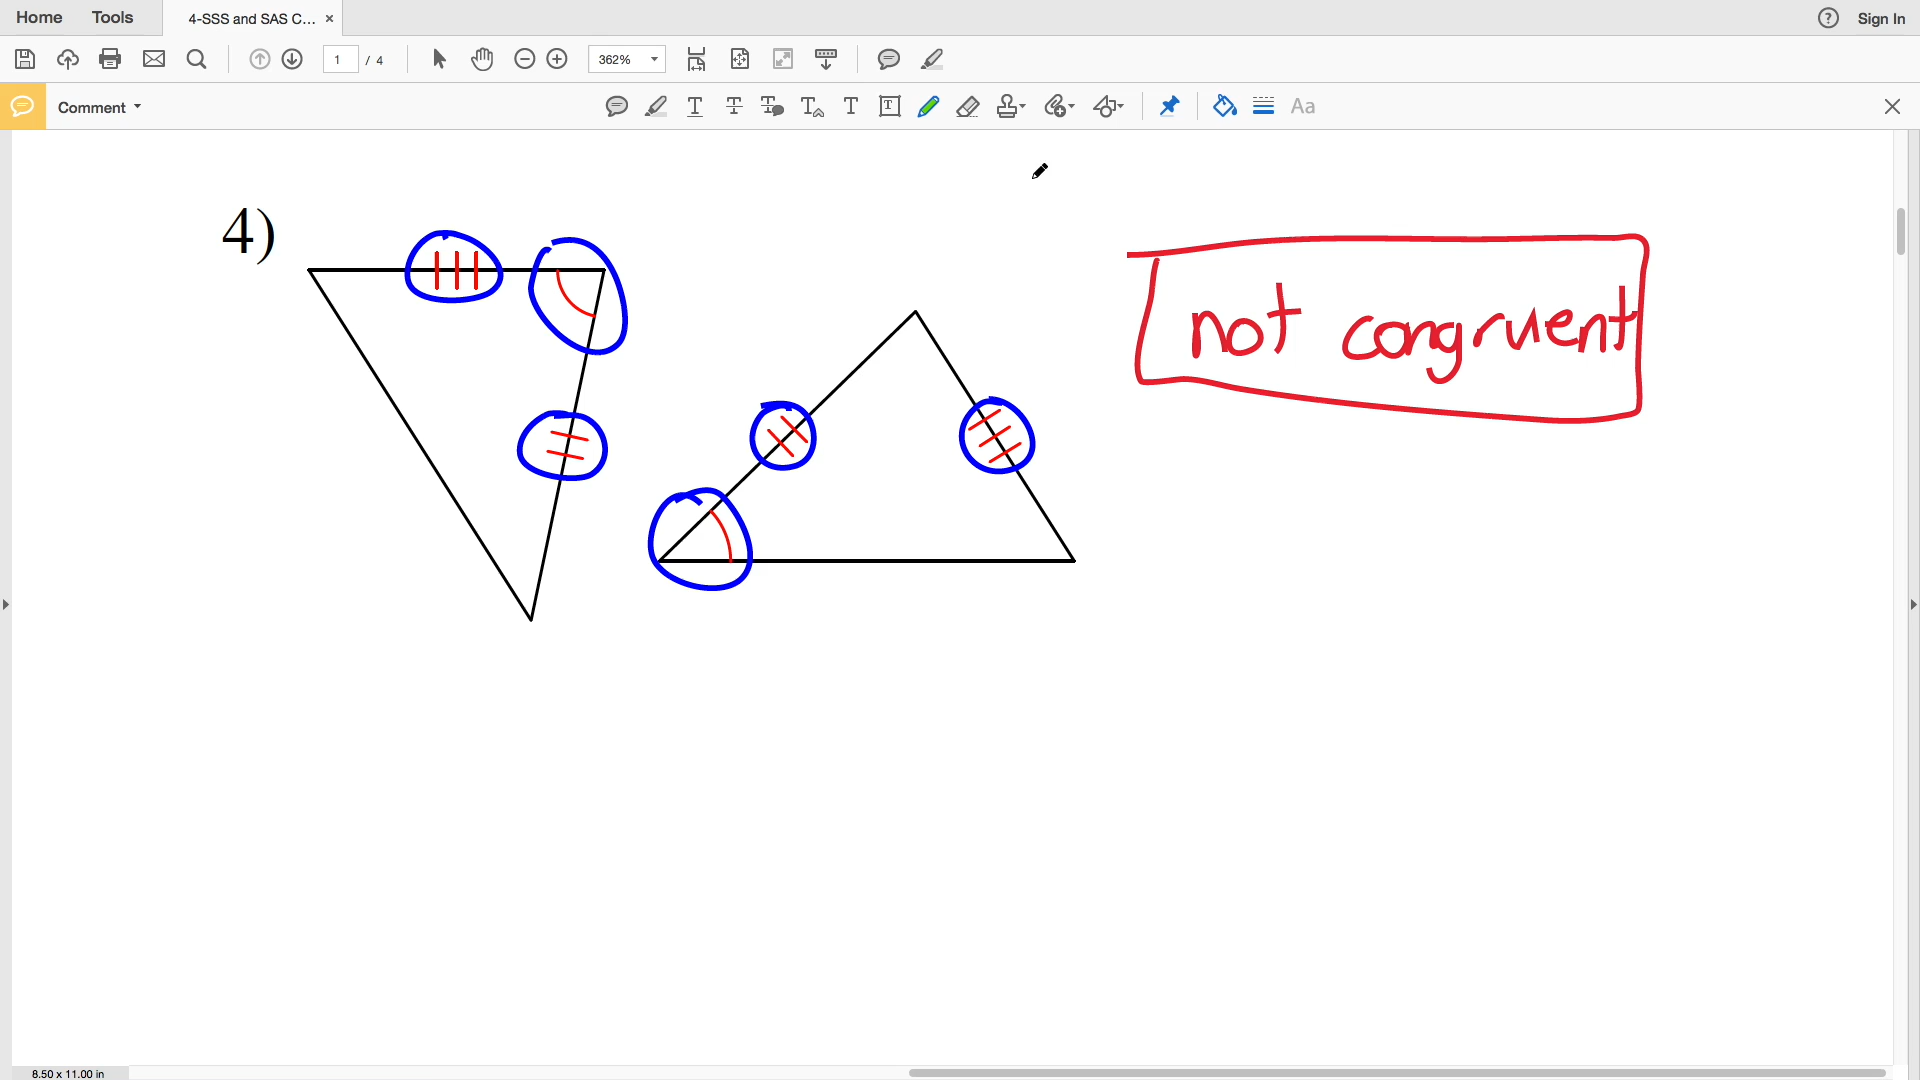 Home Tools 4-SSS and SAS C... × ? Sign In
1 / 4 362%
Comment T T T T T T Aa
4)
not congruent
8.50 x 11.00 in